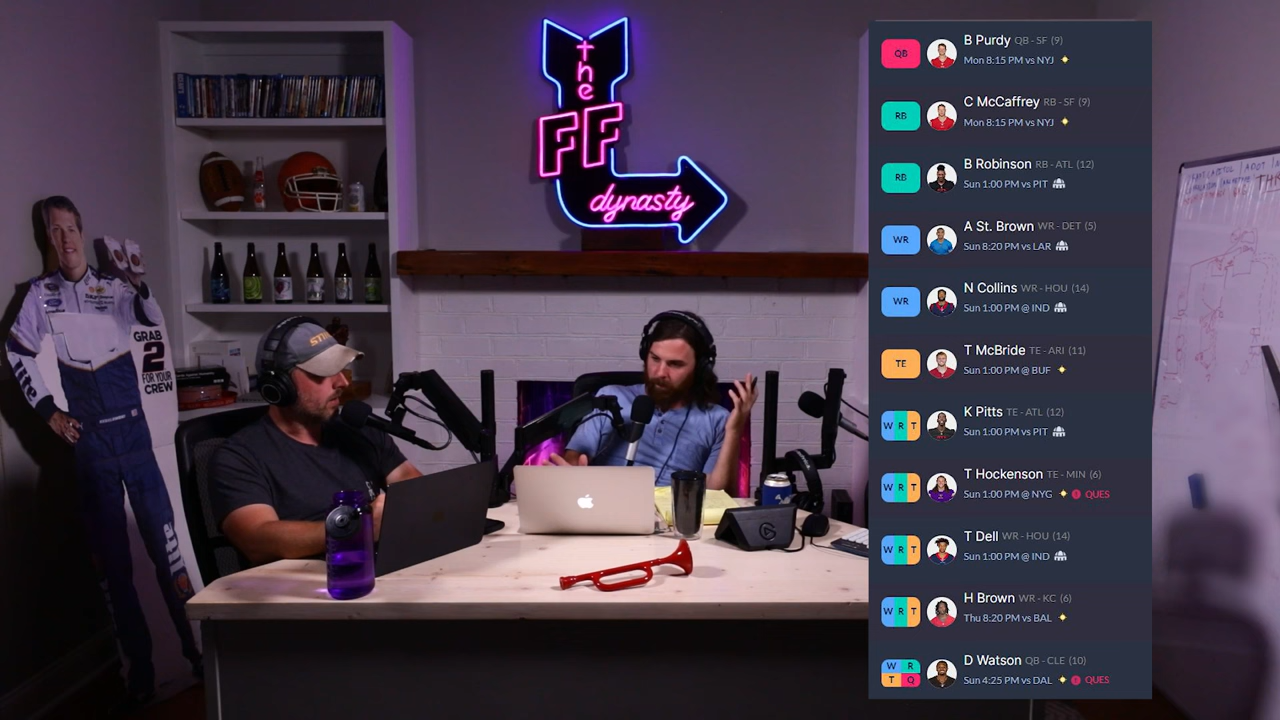 the
FF
dynasty
GRAB
2
FOR YOUR
CREW
lite
lite
QB
B Purdy QB - SF (9)
Mon 8:15 PM vs NYJ
RB
C McCaffrey RB - SF (9)
Mon 8:15 PM vs NYJ
RB
B Robinson RB - ATL (12)
Sun 1:00 PM vs PIT
WR
A St. Brown WR - DET (5)
Sun 8:20 PM vs LAR
WR
N Collins WR - HOU (14)
Sun 1:00 PM @ IND
TE
T McBride TE - ARI (11)
Sun 1:00 PM @ BUF
W R T
K Pitts TE - ATL (12)
Sun 1:00 PM vs PIT
W R T
T Hockenson TE - MIN (6)
Sun 1:00 PM @ NYG QUES
W R T
T Dell WR - HOU (14)
Sun 1:00 PM @ IND
W R T
H Brown WR - KC (6)
Thu 8:20 PM vs BAL
W R
T Q
D Watson QB - CLE (10)
Sun 4:25 PM vs DAL QUES